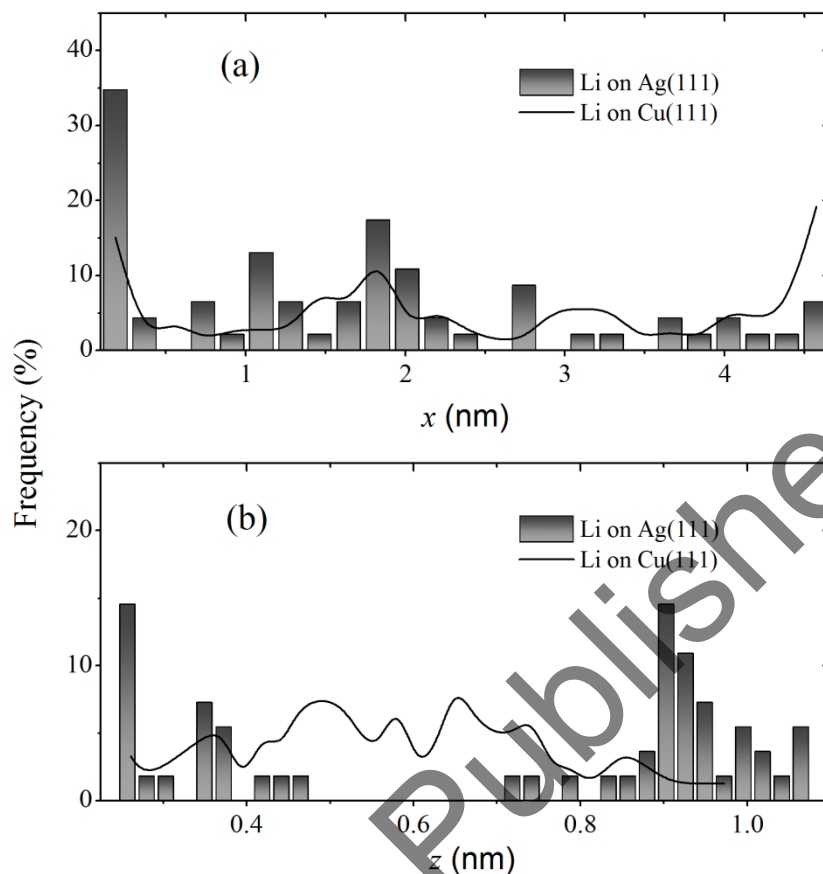 (a)
Li on Ag(111)
Li on Cu(111)
40
30
20
10
0
1
2
3
4
x (nm)
Frequency (%)
(b)
Li on Ag(111)
Li on Cu(111)
20
10
0
0.4
0.6
0.8
1.0
z (nm)
Publishe